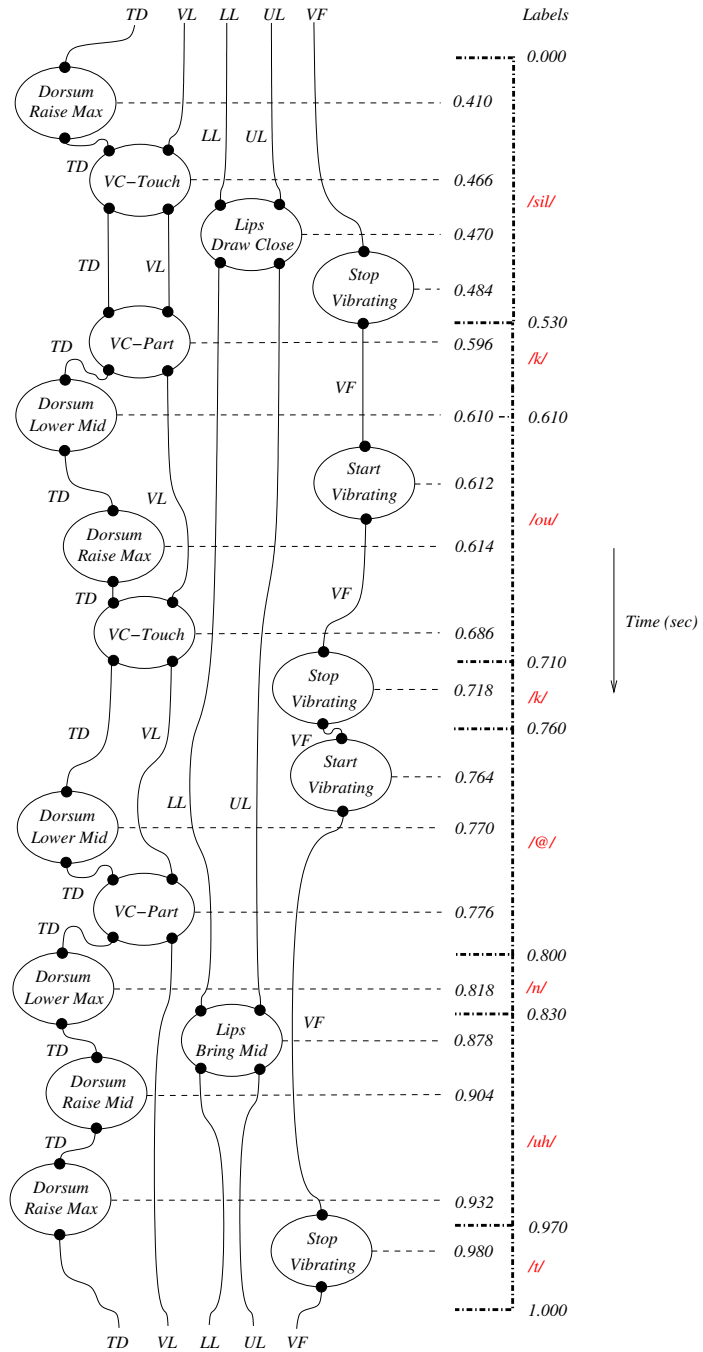 TD VL LL UL VF Labels
0.000
Dorsum
Raise Max
0.410
LL UL
TD
VC−Touch
0.466
/sil/
Lips
Draw Close
0.470
TD VL
Stop
Vibrating
0.484
0.530
VC−Part
0.596
TD
/k/
VF
Dorsum
Lower Mid
0.610 0.610
Start
Vibrating
0.612
TD VL
/ou/
Dorsum
Raise Max
0.614
TD
VF
Time (sec)
VC−Touch
0.686
0.710
Stop
Vibrating
0.718
/k/
TD VL
0.760
VF
Start
Vibrating
0.764
LL UL
Dorsum
Lower Mid
0.770
/@/
TD
VC−Part
0.776
TD
0.800
Dorsum
Lower Max
0.818
/n/
0.830
VF
Lips
Bring Mid
0.878
TD
Dorsum
Raise Mid
0.904
TD
/uh/
Dorsum
Raise Max
0.932
0.970
Stop
Vibrating
0.980
/t/
1.000
TD VL LL UL VF